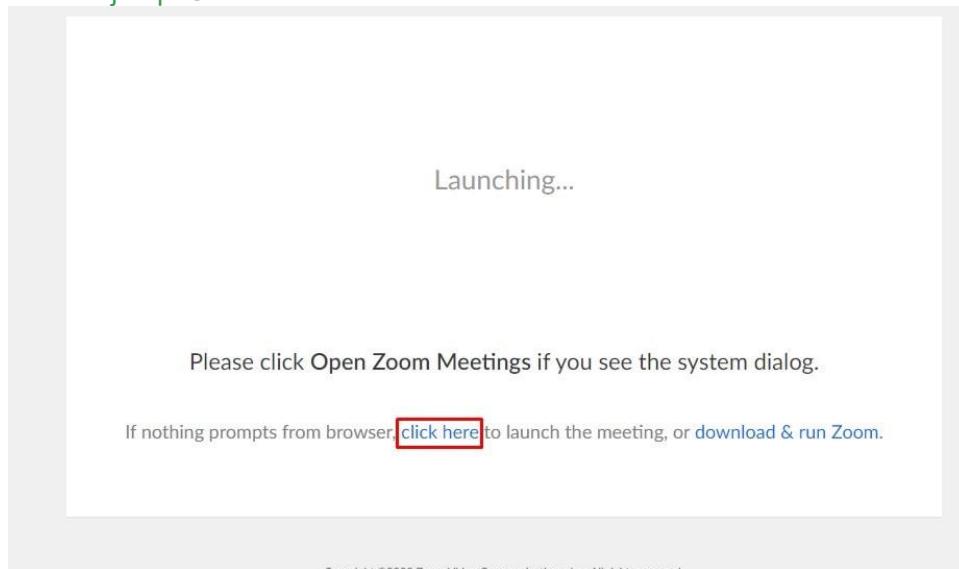 Launching...
Please click Open Zoom Meetings if you see the system dialog.
If nothing prompts from browser, click here to launch the meeting, or download & run Zoom.